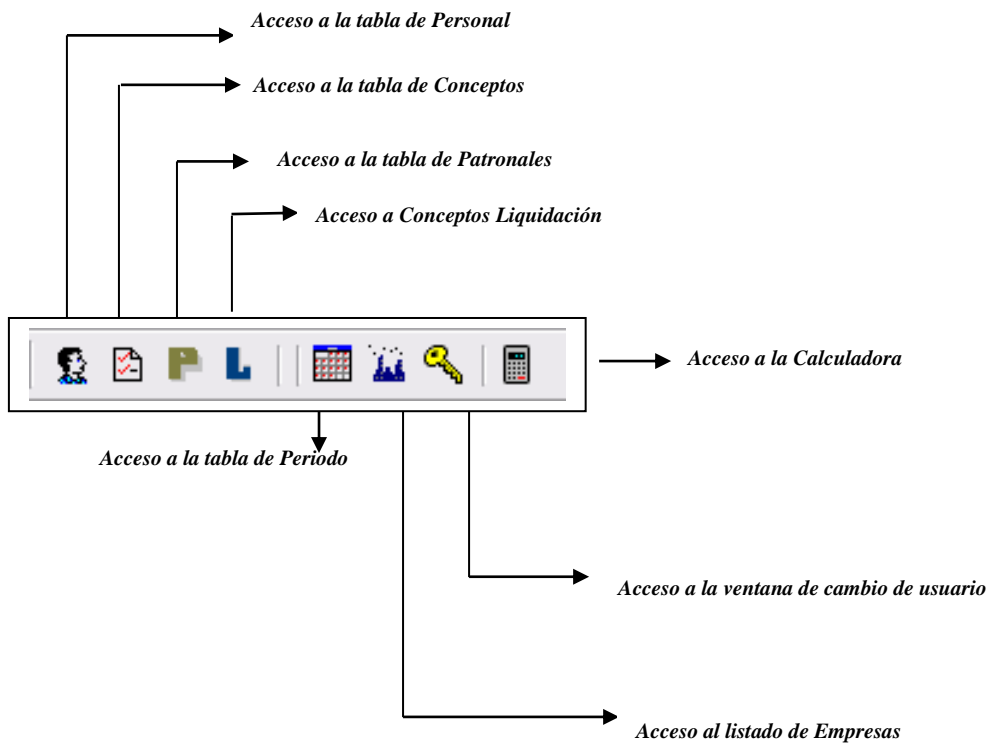 Acceso a la tabla de Personal
Acceso a la tabla de Conceptos
Acceso a la tabla de Patronales
Acceso a Conceptos Liquidación
P L
Acceso a la Calculadora
Acceso a la tabla de Periodo
Acceso a la ventana de cambio de usuario
Acceso al listado de Empresas